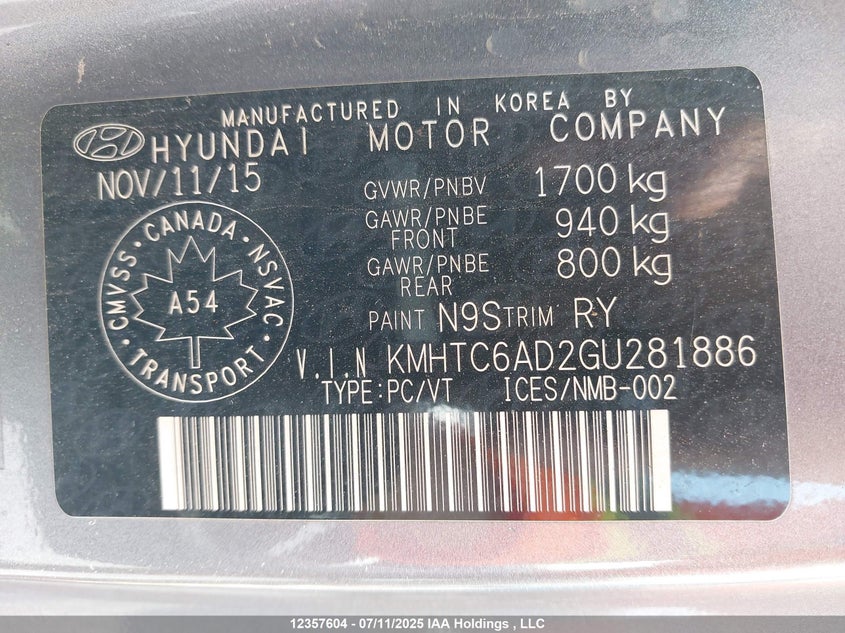 MANUFACTURED IN KOREA BY
HYUNDAI MOTOR COMPANY
NOV/11/15
GVWR/PNBV 1700 kg
GAWR/PNBE FRONT 940 kg
GAWR/PNBE REAR 800 kg
CMVSS · CANADA · NSVAC
A54
TRANSPORT
PAINT N9S TRIM RY
V.I.N KMHTC6AD2GU281886
TYPE:PC/VT ICES/NMB-002
12357604 - 07/11/2025 IAA Holdings , LLC